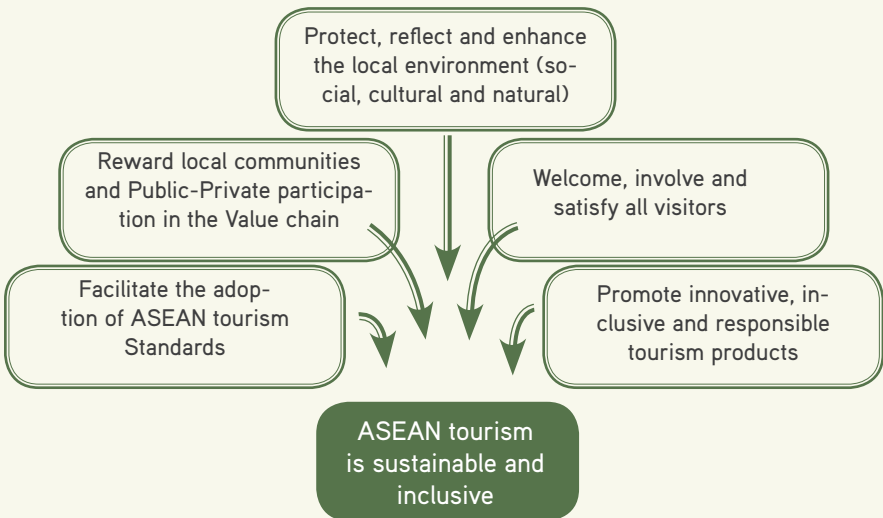 Protect, reflect and enhance
the local environment (so-
cial, cultural and natural)
Reward local communities
and Public-Private participa-
tion in the Value chain
Welcome, involve and
satisfy all visitors
Facilitate the adop-
tion of ASEAN tourism
Standards
Promote innovative, in-
clusive and responsible
tourism products
ASEAN tourism
is sustainable and
inclusive